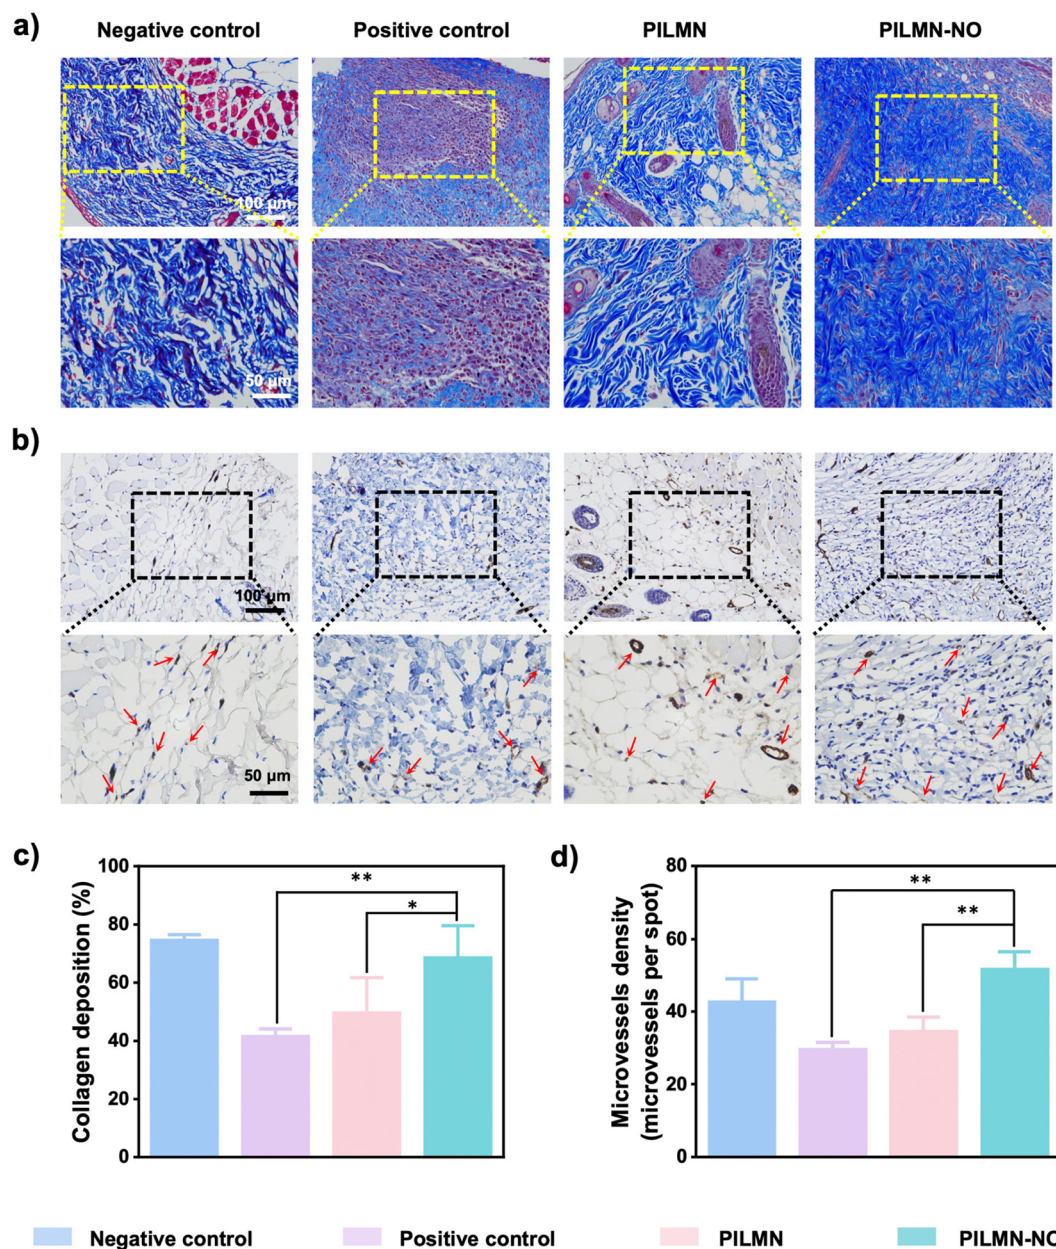 a)
Negative control
Positive control
PILMN
PILMN-NO
100 μm
50 μm
b)
100 μm
50 μm
c)
Collagen deposition (%)
100
80
60
40
20
0
**
*
d)
Microvessels density
(microvessels per spot)
80
60
40
20
0
**
**
Negative control
Positive control
PILMN
PILMN-NO